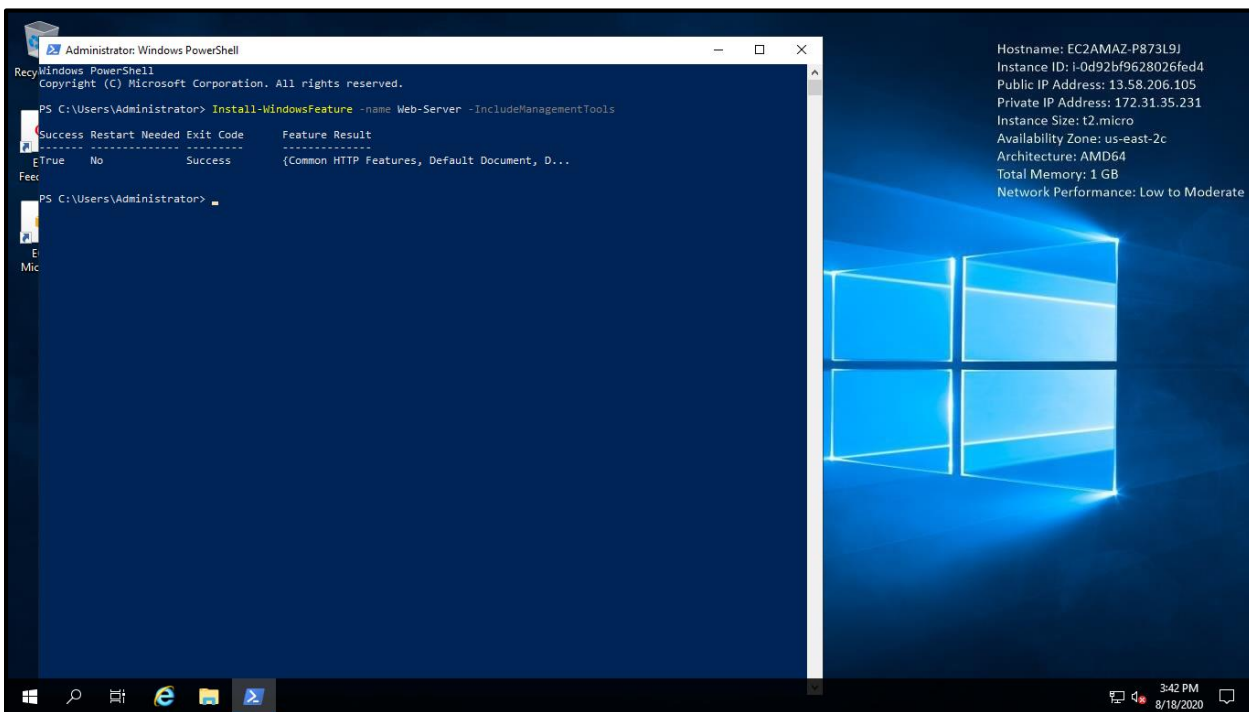 Administrator: Windows PowerShell
Windows PowerShell
Copyright (C) Microsoft Corporation. All rights reserved.
PS C:\Users\Administrator> Install-WindowsFeature -name Web-Server -IncludeManagementTools
Success Restart Needed Exit Code Feature Result
------- -------------- --------- --------------
True No Success {Common HTTP Features, Default Document, D...
PS C:\Users\Administrator>
Recy
E
Feed
E
Mic
Hostname: EC2AMAZ-P873L9J
Instance ID: i-0d92bf9628026fed4
Public IP Address: 13.58.206.105
Private IP Address: 172.31.35.231
Instance Size: t2.micro
Availability Zone: us-east-2c
Architecture: AMD64
Total Memory: 1 GB
Network Performance: Low to Moderate
3:42 PM
8/18/2020